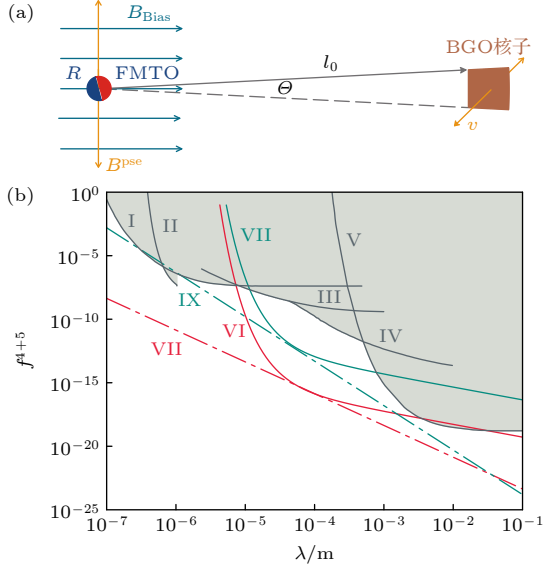 (a)
B_Bias
BGO核子
R
FMTO
l_0
Θ
v
B^pse
(b)
10^0
I
II
VII
V
10^−5
IX
III
10^−10
VII
VI
IV
f^4+5
10^−15
10^−20
10^−25
10^−7
10^−6
10^−5
10^−4
10^−3
10^−2
10^−1
λ/m